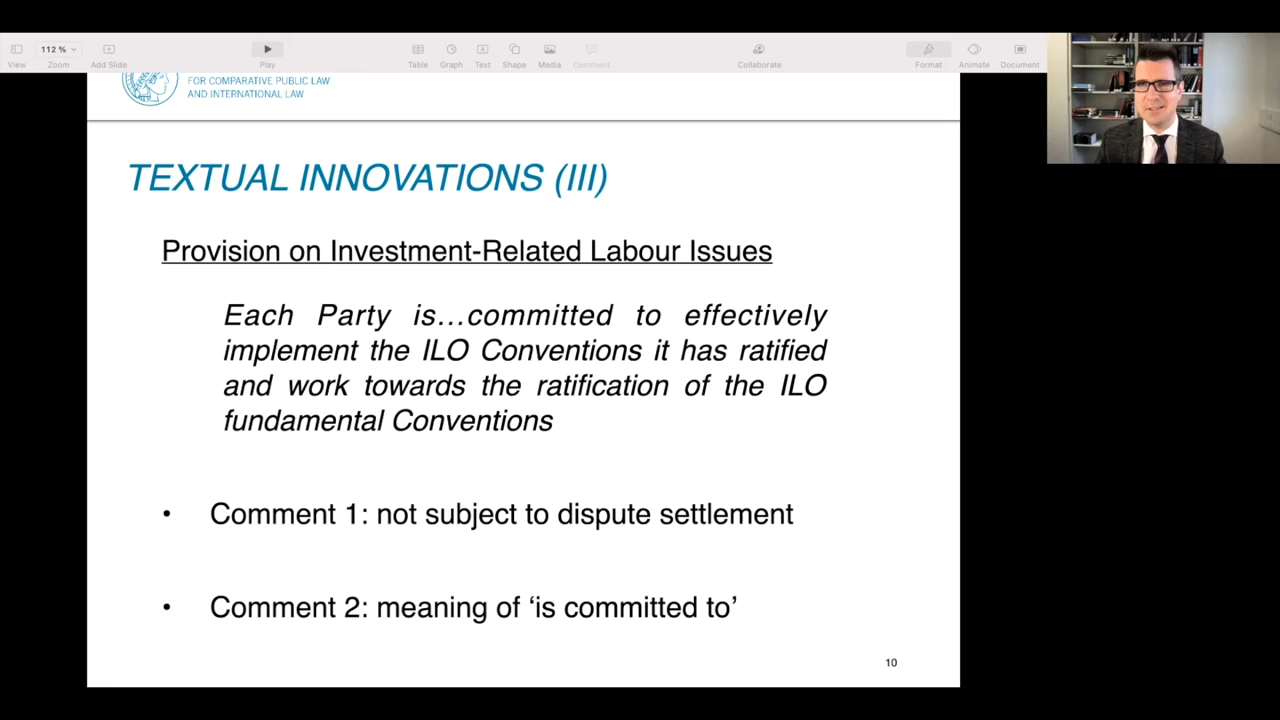 112 %
View
Zoom
Add Slide
Play
Table
Graph
Text
Shape
Media
Comment
Collaborate
Format
Animate
Document
FOR COMPARATIVE PUBLIC LAW
AND INTERNATIONAL LAW
TEXTUAL INNOVATIONS (III)
Provision on Investment-Related Labour Issues
Each Party is…committed to effectively
implement the ILO Conventions it has ratified
and work towards the ratification of the ILO
fundamental Conventions
• Comment 1: not subject to dispute settlement
• Comment 2: meaning of ‘is committed to’
10